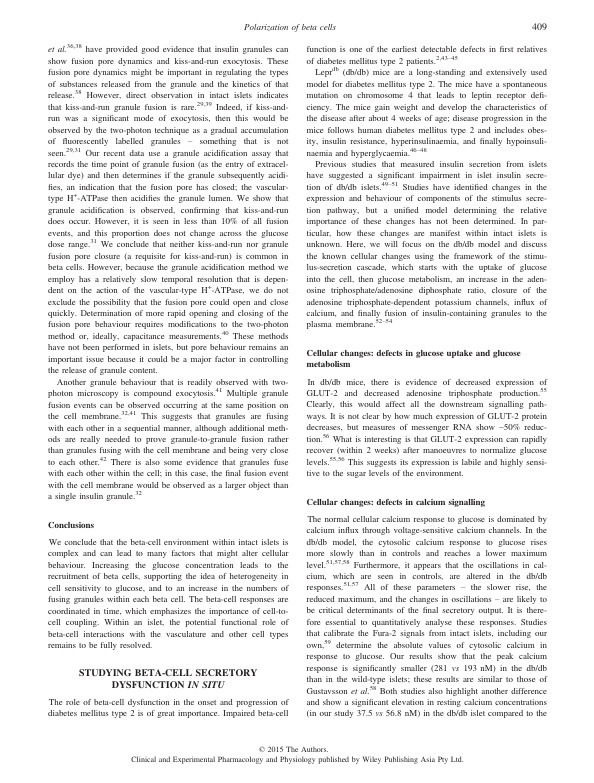 Polarization of beta cells
409
et al.36,38 have provided good evidence that insulin granules can
show fusion pore dynamics and kiss-and-run exocytosis. These
fusion pore dynamics might be important in regulating the types
of substances released from the granule and the kinetics of that
release.38 However, direct observation in intact islets indicates
that kiss-and-run granule fusion is rare.29,39 Indeed, if kiss-and-
run was a significant mode of exocytosis, then this would be
observed by the two-photon technique as a gradual accumulation
of fluorescently labelled granules – something that is not
seen.29,31 Our recent data use a granule acidification assay that
records the time point of granule fusion (as the entry of extracel-
lular dye) and then determines if the granule subsequently acidi-
fies, an indication that the fusion pore has closed; the vacuolar-
type H+-ATPase then acidifies the granule lumen. We show that
granule acidification is observed, confirming that kiss-and-run
does occur. However, it is seen in less than 10% of all fusion
events, and this proportion does not change across the glucose
dose range.31 We conclude that neither kiss-and-run nor granule
fusion pore closure (a requisite for kiss-and-run) is common in
beta cells. However, because the granule acidification method we
employ has a relatively slow temporal resolution that is depen-
dent on the action of the vascular-type H+-ATPase, we do not
exclude the possibility that the fusion pore could open and close
quickly. Determination of more rapid opening and closing of the
fusion pore behaviour requires modifications to the two-photon
method or, ideally, capacitance measurements.40 These methods
have not been performed in islets, but pore behaviour remains an
important issue because it could be a major factor in controlling
the release of granule content.
Another granule behaviour that is readily observed with two-
photon microscopy is compound exocytosis.41 Multiple granule
fusion events can be observed occurring at the same position on
the cell membrane.32,41 This suggests that granules are fusing
with each other in a sequential manner, although additional meth-
ods are really needed to prove granule-to-granule fusion rather
than granules fusing with the cell membrane and being very close
to each other.42 There is also some evidence that granules fuse
with each other within the cell; in this case, the final fusion event
with the cell membrane would be observed as a larger object than
a single insulin granule.32
Conclusions
We conclude that the beta-cell environment within intact islets is
complex and can lead to many factors that might alter cellular
behaviour. Increasing the glucose concentration leads to the
recruitment of beta cells, supporting the idea of heterogeneity in
cell sensitivity to glucose, and to an increase in the numbers of
fusing granules within each beta cell. The beta-cell responses are
coordinated in time, which emphasizes the importance of cell-to-
cell coupling. Within an islet, the potential functional role of
beta-cell interactions with the vasculature and other cell types
remains to be fully resolved.
STUDYING BETA-CELL SECRETORY
DYSFUNCTION IN SITU
The role of beta-cell dysfunction in the onset and progression of
diabetes mellitus type 2 is of great importance. Impaired beta-cell
function is one of the earliest detectable defects in first relatives
of diabetes mellitus type 2 patients.2,43–45
Leprdb (db/db) mice are a long-standing and extensively used
model for diabetes mellitus type 2. The mice have a spontaneous
mutation on chromosome 4 that leads to leptin receptor defi-
ciency. The mice gain weight and develop the characteristics of
the disease after about 4 weeks of age; disease progression in the
mice follows human diabetes mellitus type 2 and includes obes-
ity, insulin resistance, hyperinsulinaemia, and finally hypoinsuli-
naemia and hyperglycaemia.46–48
Previous studies that measured insulin secretion from islets
have suggested a significant impairment in islet insulin secre-
tion of db/db islets.49–51 Studies have identified changes in the
expression and behaviour of components of the stimulus secre-
tion pathway, but a unified model determining the relative
importance of these changes has not been determined. In par-
ticular, how these changes are manifest within intact islets is
unknown. Here, we will focus on the db/db model and discuss
the known cellular changes using the framework of the stimu-
lus-secretion cascade, which starts with the uptake of glucose
into the cell, then glucose metabolism, an increase in the aden-
osine triphosphate/adenosine diphosphate ratio, closure of the
adenosine triphosphate-dependent potassium channels, influx of
calcium, and finally fusion of insulin-containing granules to the
plasma membrane.52–54
Cellular changes: defects in glucose uptake and glucose
metabolism
In db/db mice, there is evidence of decreased expression of
GLUT-2 and decreased adenosine triphosphate production.55
Clearly, this would affect all the downstream signalling path-
ways. It is not clear by how much expression of GLUT-2 protein
decreases, but measures of messenger RNA show ~50% reduc-
tion.56 What is interesting is that GLUT-2 expression can rapidly
recover (within 2 weeks) after manoeuvres to normalize glucose
levels.55,56 This suggests its expression is labile and highly sensi-
tive to the sugar levels of the environment.
Cellular changes: defects in calcium signalling
The normal cellular calcium response to glucose is dominated by
calcium influx through voltage-sensitive calcium channels. In the
db/db model, the cytosolic calcium response to glucose rises
more slowly than in controls and reaches a lower maximum
level.51,57,58 Furthermore, it appears that the oscillations in cal-
cium, which are seen in controls, are altered in the db/db
responses.51,57 All of these parameters – the slower rise, the
reduced maximum, and the changes in oscillations – are likely to
be critical determinants of the final secretory output. It is there-
fore essential to quantitatively analyse these responses. Studies
that calibrate the Fura-2 signals from intact islets, including our
own,59 determine the absolute values of cytosolic calcium in
response to glucose. Our results show that the peak calcium
response is significantly smaller (281 vs 193 nM) in the db/db
than in the wild-type islets; these results are similar to those of
Gustavsson et al.58 Both studies also highlight another difference
and show a significant elevation in resting calcium concentrations
(in our study 37.5 vs 56.8 nM) in the db/db islet compared to the
© 2015 The Authors.
Clinical and Experimental Pharmacology and Physiology published by Wiley Publishing Asia Pty Ltd.